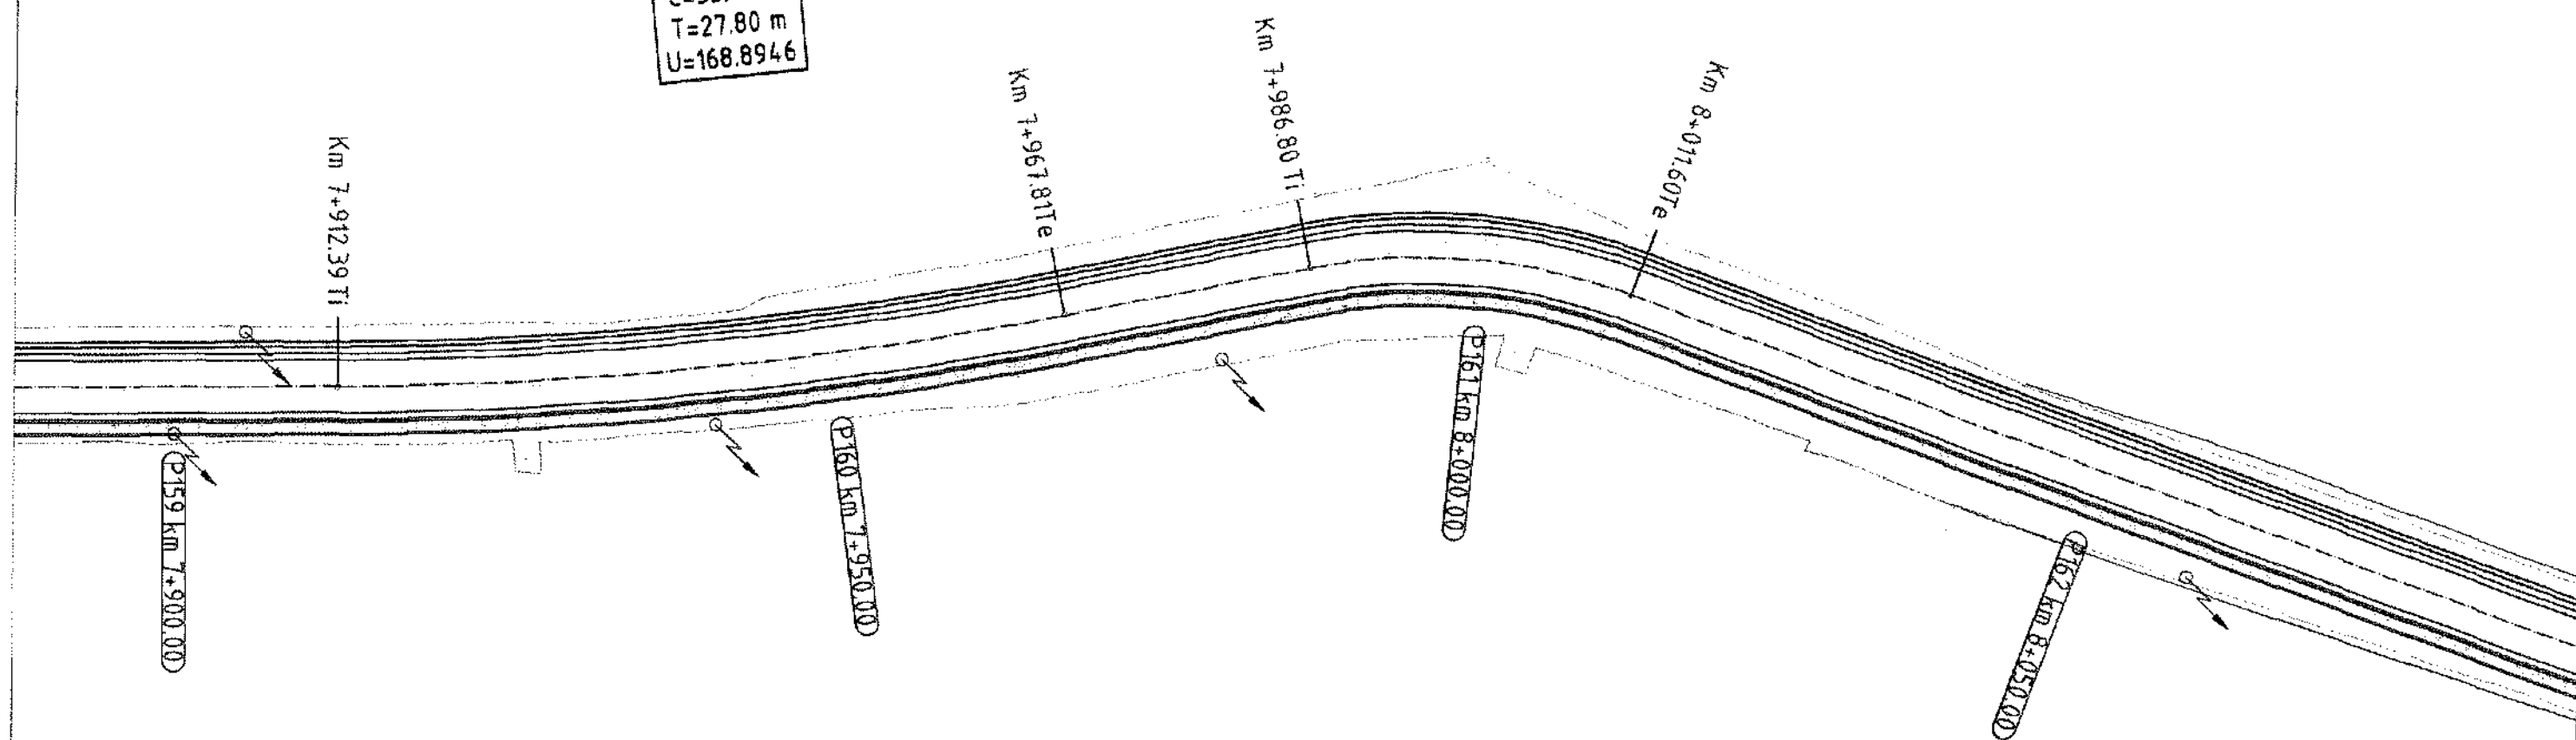 T=27.80 m
U=168.8946
Km 7+912.39 Ti
Km 7+967.81Te
Km 7+986.80 Ti
Km 8+011.60Te
P159 km 7+900.00
P160 km 7+950.00
P161 km 8+000.00
P162 km 8+050.00